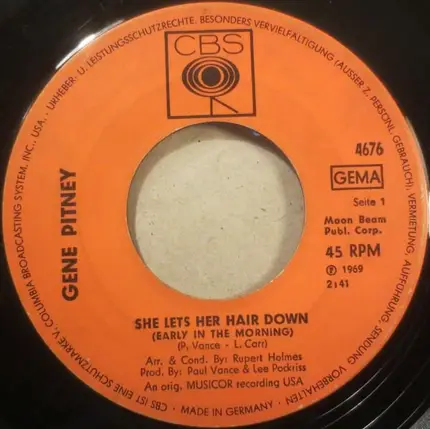 CBS
URHEBER- U. LEISTUNGSSCHUTZRECHTE, BESONDERS VERVIELFÄLTIGUNG (AUSSER Z. PERSÖNL. GEBRAUCH), VERMIETUNG, AUFFÜHRUNG, SENDUNG VORBEHALTEN
CBS IST EINE SCHUTZMARKE V. COLUMBIA BROADCASTING SYSTEM, INC., USA.
GENE PITNEY
4676
GEMA
Seite 1
Moon Beam
Publ. Corp.
45 RPM
Ⓟ 1969
2:41
SHE LETS HER HAIR DOWN
(EARLY IN THE MORNING)
(P. Vance - L. Carr)
Arr. & Cond. By: Rupert Holmes
Prod. By: Paul Vance & Lee Pockriss
An orig. MUSICOR recording USA
MADE IN GERMANY